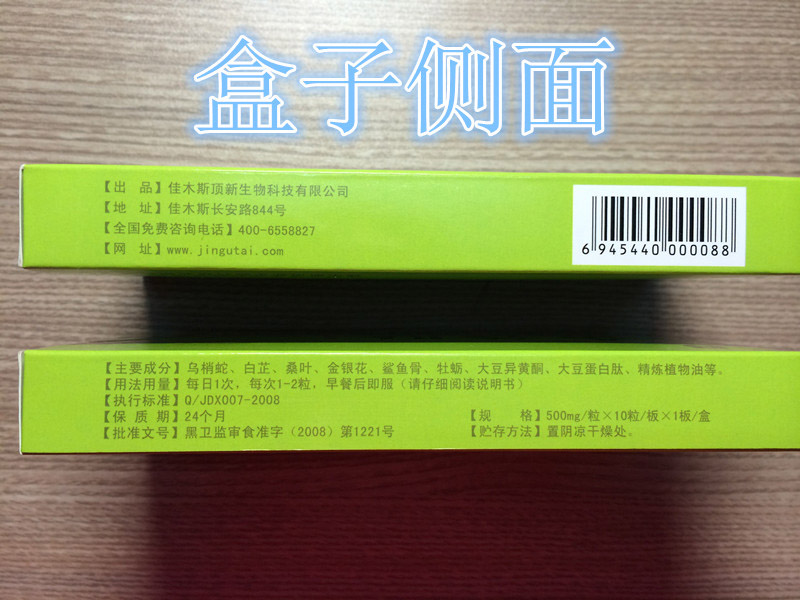 盒子侧面
【出 品】佳木斯顶新生物科技有限公司
【地 址】佳木斯长安路844号
【全国免费咨询电话】400-6558827
【网 址】www.jingutai.com
6 945440 000088
【主要成分】乌梢蛇、白芷、桑叶、金银花、鲨鱼骨、牡蛎、大豆异黄酮、大豆蛋白肽、精炼植物油等。
【用法用量】每日1次，每次1-2粒，早餐后即服（请仔细阅读说明书）
【执行标准】Q/JDX007-2008
【保 质 期】24个月
【规 格】500mg/粒×10粒/板×1板/盒
【批准文号】黑卫监审食准字（2008）第1221号
【贮存方法】置阴凉干燥处。